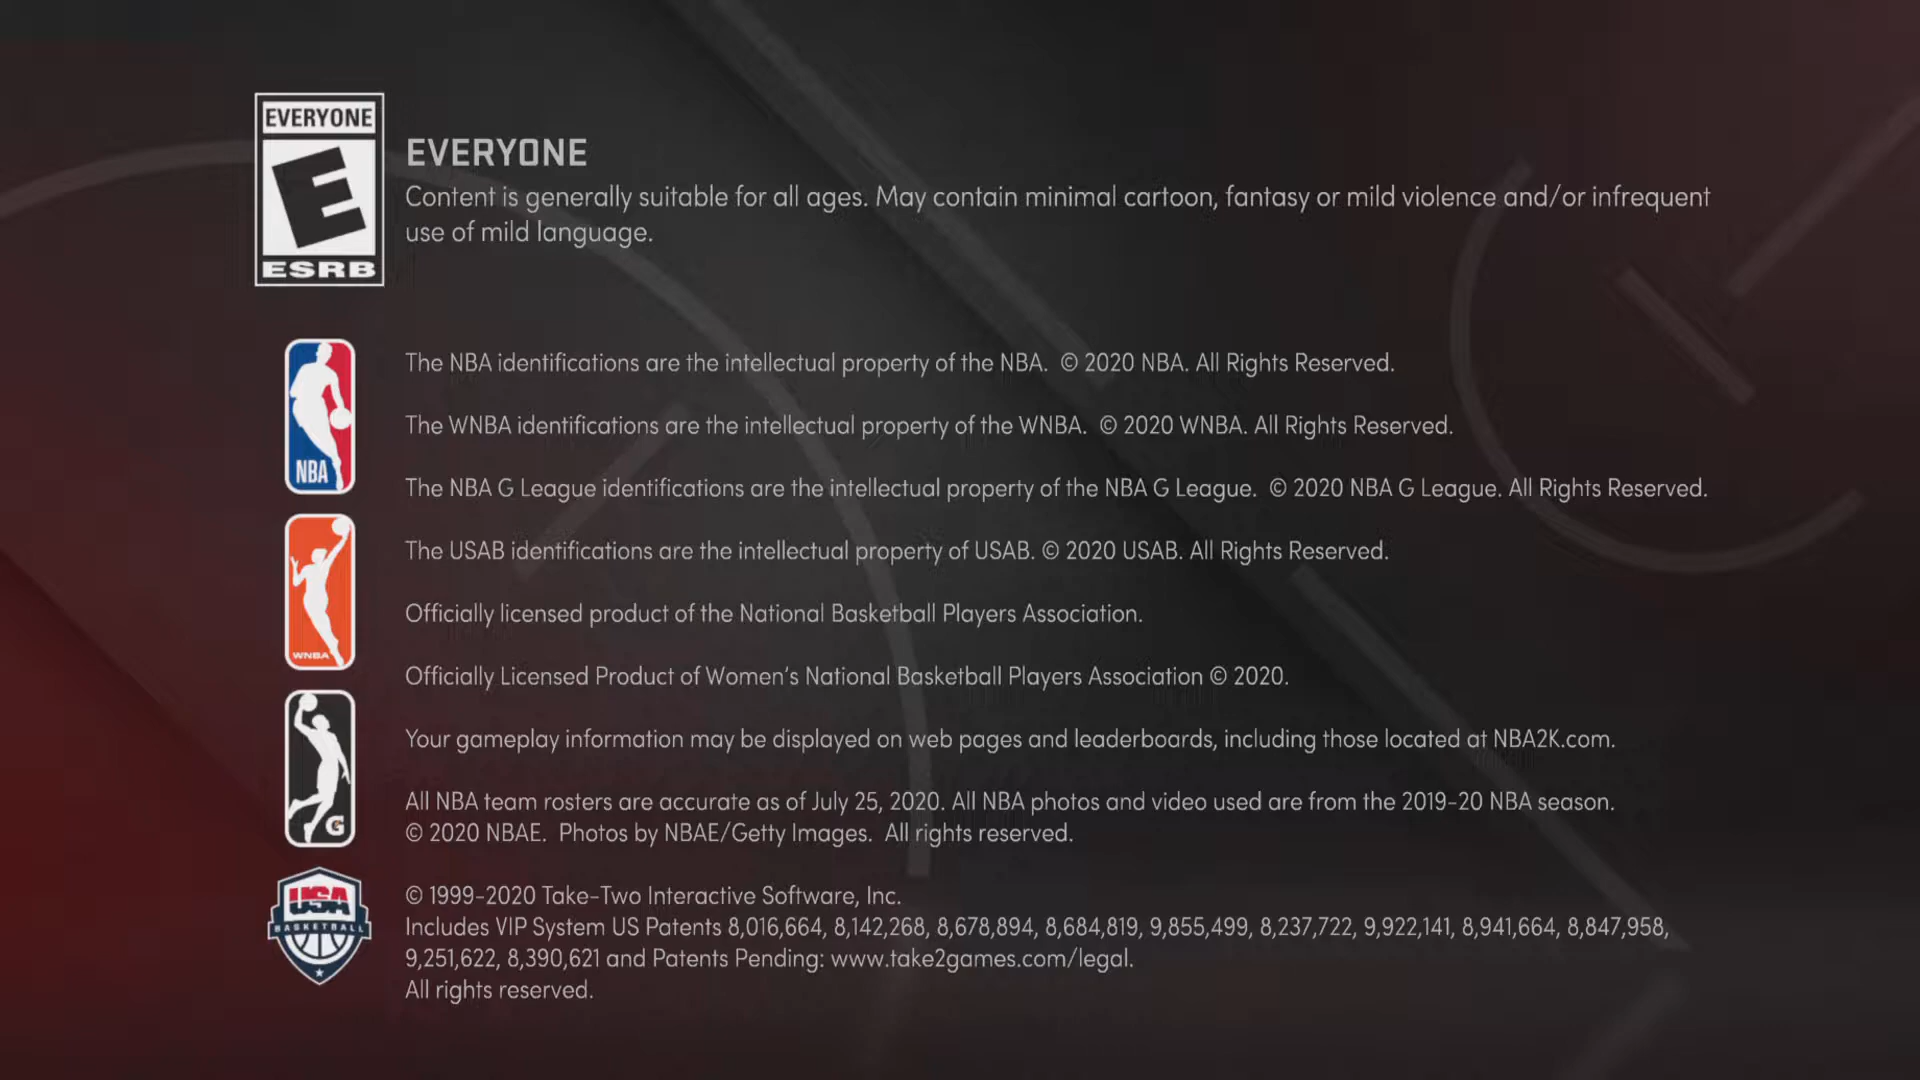 EVERYONE
E
ESRB
EVERYONE
Content is generally suitable for all ages. May contain minimal cartoon, fantasy or mild violence and/or infrequent
use of mild language.
The NBA identifications are the intellectual property of the NBA.  © 2020 NBA. All Rights Reserved.
The WNBA identifications are the intellectual property of the WNBA.  © 2020 WNBA. All Rights Reserved.
NBA
The NBA G League identifications are the intellectual property of the NBA G League.  © 2020 NBA G League. All Rights Reserved.
The USAB identifications are the intellectual property of USAB. © 2020 USAB. All Rights Reserved.
Officially licensed product of the National Basketball Players Association.
WNBA
Officially Licensed Product of Women's National Basketball Players Association © 2020.
Your gameplay information may be displayed on web pages and leaderboards, including those located at NBA2K.com.
All NBA team rosters are accurate as of July 25, 2020. All NBA photos and video used are from the 2019-20 NBA season.
© 2020 NBAE.  Photos by NBAE/Getty Images.  All rights reserved.
G
USA
BASKETBALL
© 1999-2020 Take-Two Interactive Software, Inc.
Includes VIP System US Patents 8,016,664, 8,142,268, 8,678,894, 8,684,819, 9,855,499, 8,237,722, 9,922,141, 8,941,664, 8,847,958,
9,251,622, 8,390,621 and Patents Pending: www.take2games.com/legal.
All rights reserved.